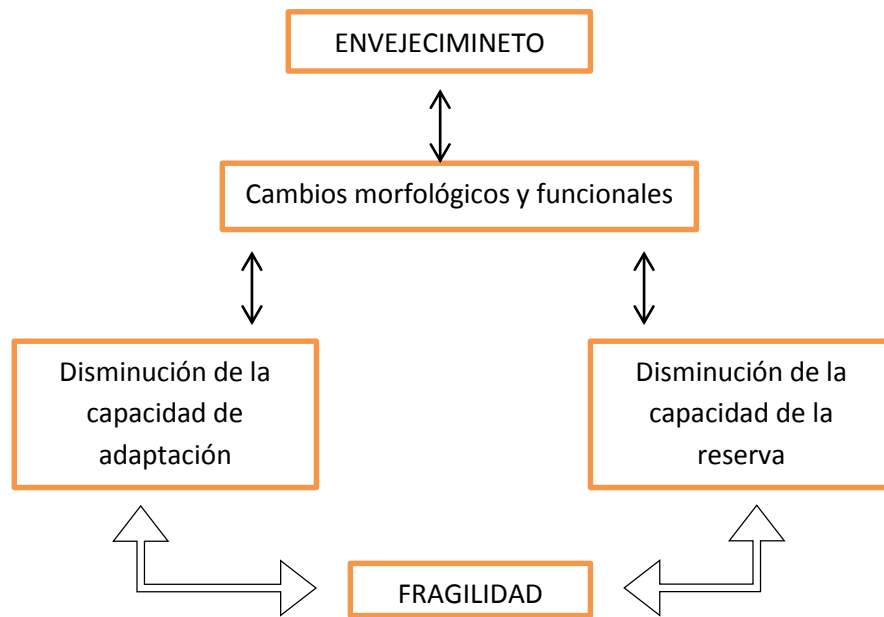 ENVEJECIMINETO
Cambios morfológicos y funcionales
Disminución de la
capacidad de
adaptación
Disminución de la
capacidad de la
reserva
FRAGILIDAD